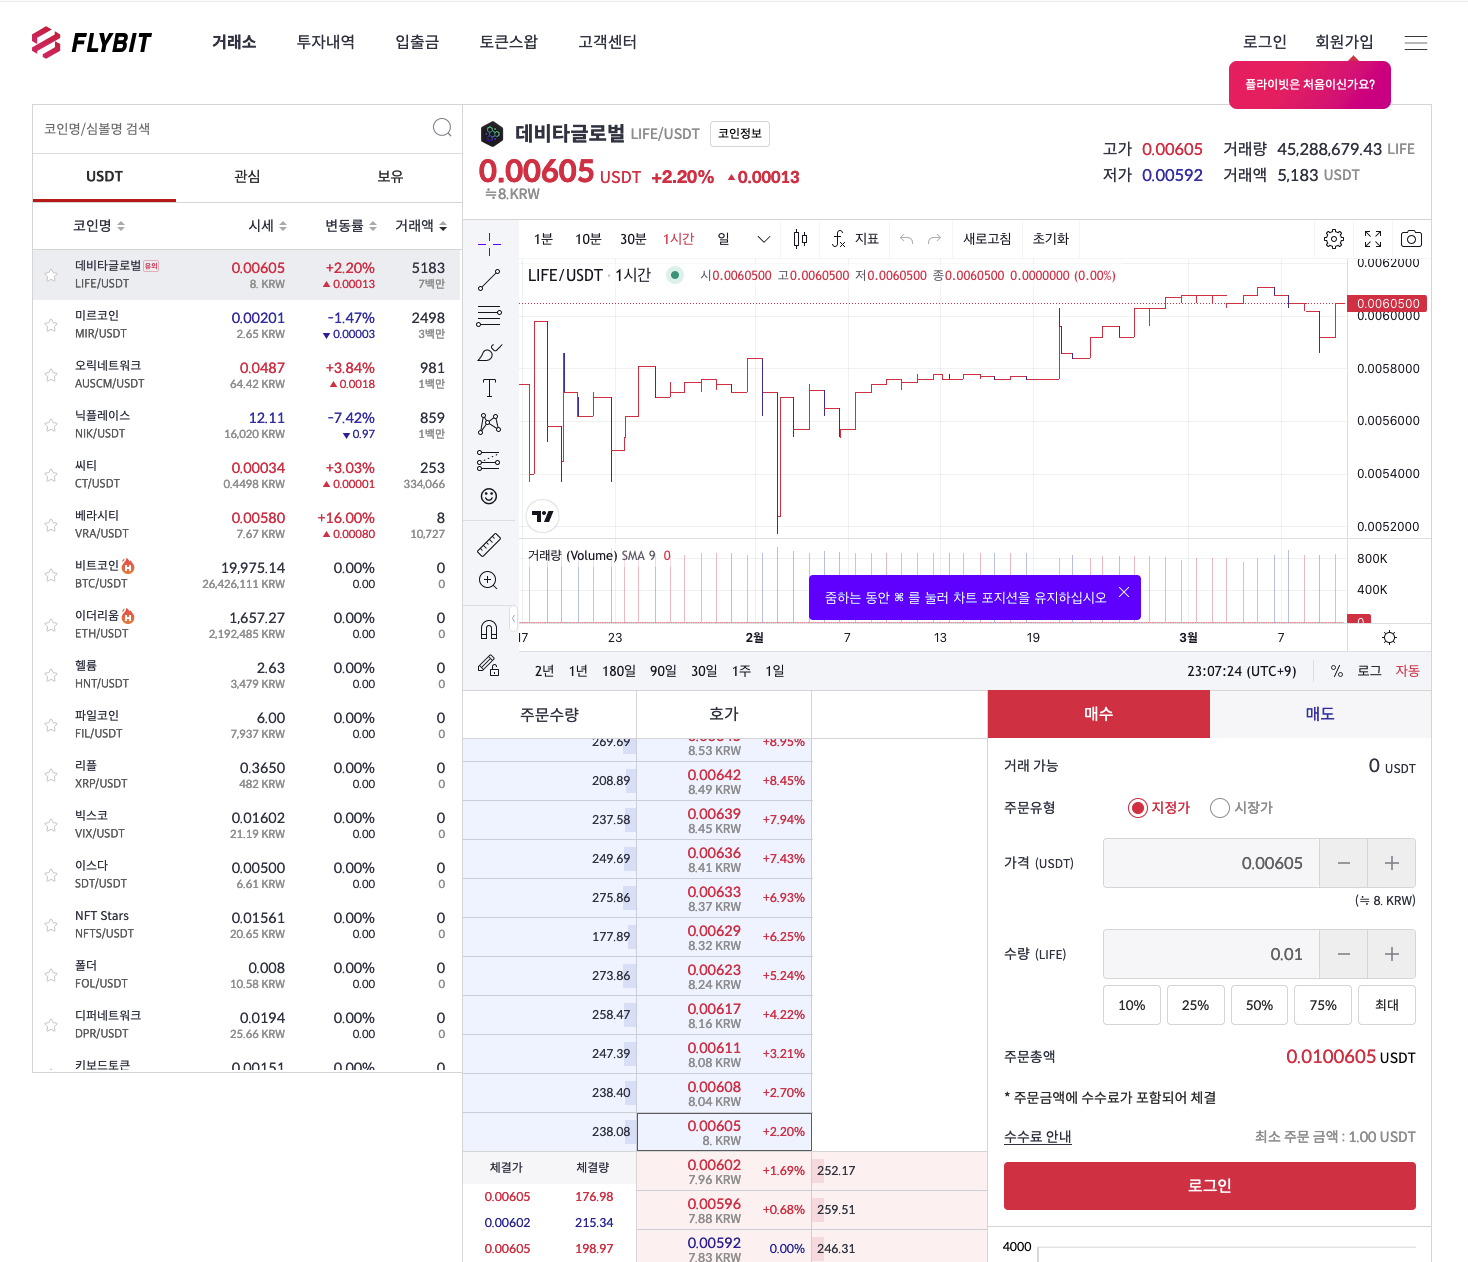 FLYBIT
거래소 투자내역 입출금 토큰스왑 고객센터
로그인 회원가입
플라이빗은 처음이신가요?
코인명/심볼명 검색
USDT 관심 보유
코인명 시세 변동률 거래액
데비타글로벌 유의 0.00605 +2.20% 5183
LIFE/USDT 8. KRW ▲0.00013 7백만
미르코인 0.00201 -1.47% 2498
MIR/USDT 2.65 KRW ▼0.00003 3백만
오릭네트워크 0.0487 +3.84% 981
AUSCM/USDT 64.42 KRW ▲0.0018 1백만
닉플레이스 12.11 -7.42% 859
NIK/USDT 16,020 KRW ▼0.97 1백만
씨티 0.00034 +3.03% 253
CT/USDT 0.4498 KRW ▲0.00001 334,066
베라시티 0.00580 +16.00% 8
VRA/USDT 7.67 KRW ▲0.00080 10,727
비트코인 H 19,975.14 0.00% 0
BTC/USDT 26,426,111 KRW 0.00 0
이더리움 H 1,657.27 0.00% 0
ETH/USDT 2,192,485 KRW 0.00 0
헬륨 2.63 0.00% 0
HNT/USDT 3,479 KRW 0.00 0
파일코인 6.00 0.00% 0
FIL/USDT 7,937 KRW 0.00 0
리플 0.3650 0.00% 0
XRP/USDT 482 KRW 0.00 0
빅스코 0.01602 0.00% 0
VIX/USDT 21.19 KRW 0.00 0
이스다 0.00500 0.00% 0
SDT/USDT 6.61 KRW 0.00 0
NFT Stars 0.01561 0.00% 0
NFTS/USDT 20.65 KRW 0.00 0
폴더 0.008 0.00% 0
FOL/USDT 10.58 KRW 0.00 0
디퍼네트워크 0.0194 0.00% 0
DPR/USDT 25.66 KRW 0.00 0
키보드토큰 0.00151 0.00% 0
데비타글로벌 LIFE/USDT 코인정보
0.00605 USDT +2.20% ▲0.00013
≒8.KRW
고가 0.00605 거래량 45,288,679.43 LIFE
저가 0.00592 거래액 5,183 USDT
1분 10분 30분 1시간 일 지표 새로고침 초기화
LIFE/USDT · 1시간 시0.0060500 고0.0060500 저0.0060500 종0.0060500 0.0000000 (0.00%)
0.0062000
0.0060500
0.0060000
0.0058000
0.0056000
0.0054000
0.0052000
거래량 (Volume) SMA 9 0
800K
400K
0
줌하는 동안 ⌘ 를 눌러 차트 포지션을 유지하십시오
17 23 2월 7 13 19 3월 7
2년 1년 180일 90일 30일 1주 1일 23:07:24 (UTC+9) % 로그 자동
주문수량 호가
269.69 +8.95%
8.53 KRW
208.89 0.00642 +8.45%
8.49 KRW
237.58 0.00639 +7.94%
8.45 KRW
249.69 0.00636 +7.43%
8.41 KRW
275.86 0.00633 +6.93%
8.37 KRW
177.89 0.00629 +6.25%
8.32 KRW
273.86 0.00623 +5.24%
8.24 KRW
258.47 0.00617 +4.22%
8.16 KRW
247.39 0.00611 +3.21%
8.08 KRW
238.40 0.00608 +2.70%
8.04 KRW
238.08 0.00605 +2.20%
8. KRW
0.00602 +1.69% 252.17
7.96 KRW
0.00596 +0.68% 259.51
7.88 KRW
0.00592 0.00% 246.31
7.83 KRW
체결가 체결량
0.00605 176.98
0.00602 215.34
0.00605 198.97
매수 매도
거래 가능 0 USDT
주문유형 지정가 시장가
가격 (USDT) 0.00605 − +
(≒ 8. KRW)
수량 (LIFE) 0.01 − +
10% 25% 50% 75% 최대
주문총액 0.0100605 USDT
* 주문금액에 수수료가 포함되어 체결
수수료 안내 최소 주문 금액 : 1.00 USDT
로그인
4000